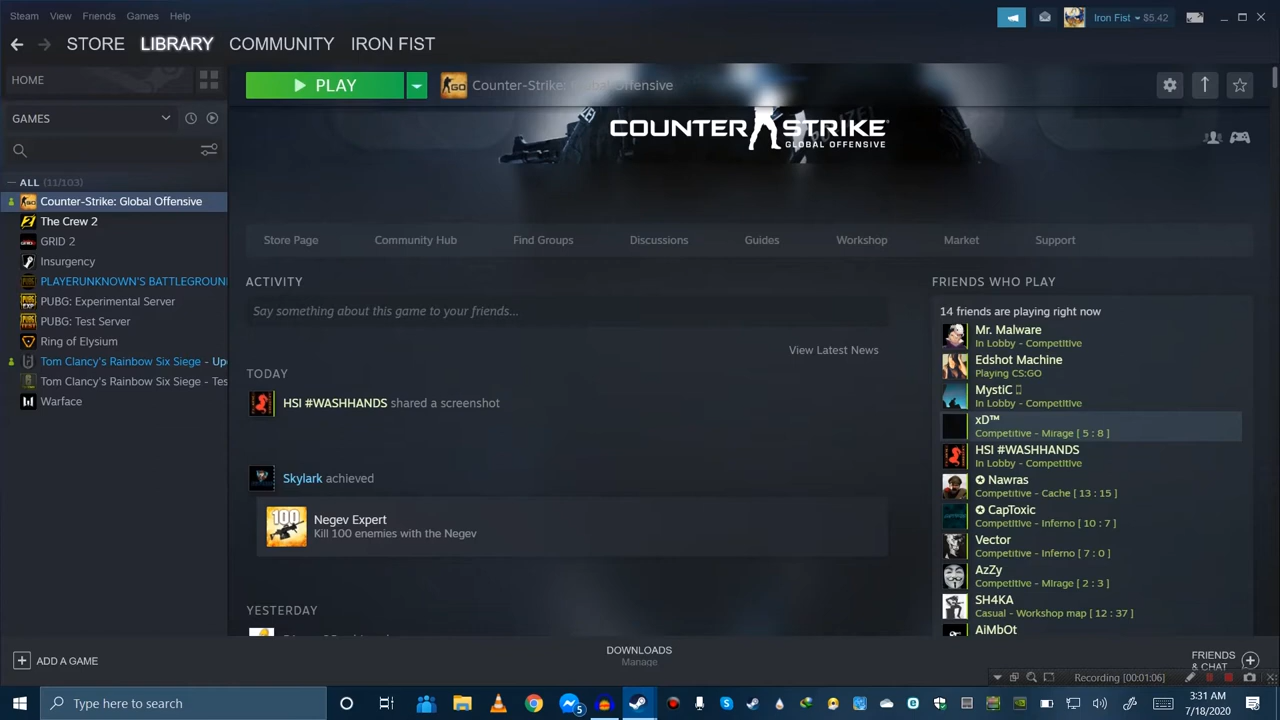 Steam View Friends Games Help
Iron Fist $5.42
STORE LIBRARY COMMUNITY IRON FIST
HOME
PLAY
GO
Counter-Strike: Global Offensive
GAMES
COUNTER STRIKE
GLOBAL OFFENSIVE
ALL (11/103)
Counter-Strike: Global Offensive
The Crew 2
GRID 2
Insurgency
PLAYERUNKNOWN'S BATTLEGROUN
PUBG: Experimental Server
PUBG: Test Server
Ring of Elysium
Tom Clancy's Rainbow Six Siege - Up
Tom Clancy's Rainbow Six Siege - Tes
Warface
Store Page Community Hub Find Groups Discussions Guides Workshop Market Support
ACTIVITY
Say something about this game to your friends...
View Latest News
TODAY
HSI #WASHHANDS shared a screenshot
Skylark achieved
100
Negev Expert
Kill 100 enemies with the Negev
YESTERDAY
FRIENDS WHO PLAY
14 friends are playing right now
Mr. Malware
In Lobby - Competitive
Edshot Machine
Playing CS:GO
MystiC
In Lobby - Competitive
xD™
Competitive - Mirage [ 5 : 8 ]
HSI #WASHHANDS
In Lobby - Competitive
✪ Nawras
Competitive - Cache [ 13 : 15 ]
✪ CapToxic
Competitive - Inferno [ 10 : 7 ]
Vector
Competitive - Inferno [ 7 : 0 ]
AzZy
Competitive - Mirage [ 2 : 3 ]
SH4KA
Casual - Workshop map [ 12 : 37 ]
AiMbOt
ADD A GAME
DOWNLOADS
Manage
FRIENDS
& CHAT
Recording [00:01:06]
Type here to search
5
3:31 AM
7/18/2020